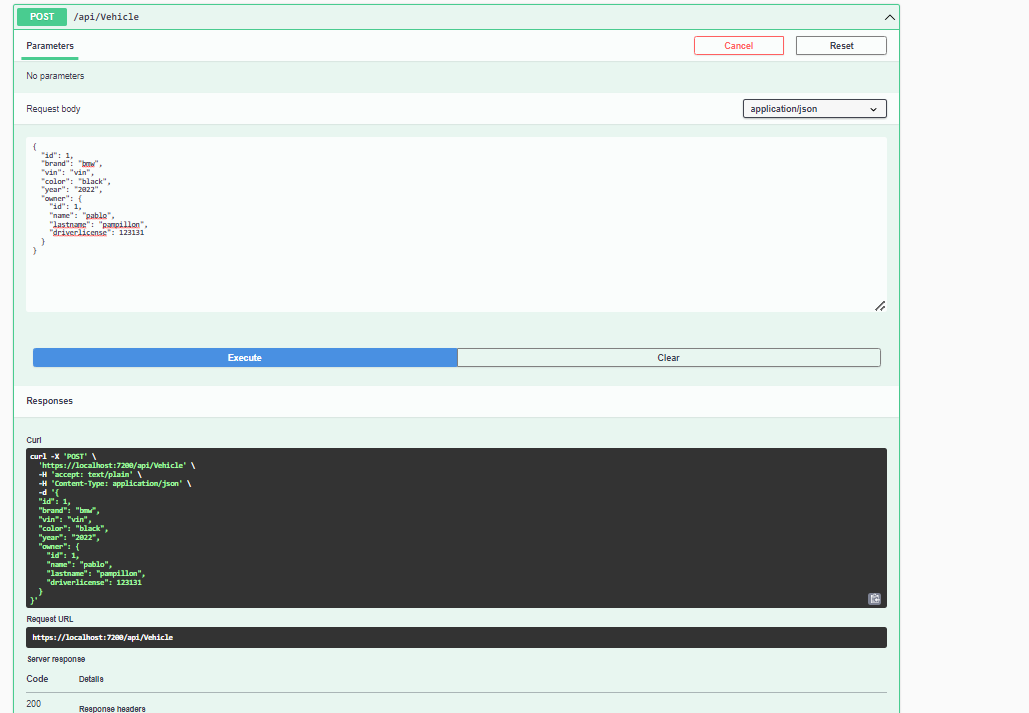 POST /api/Vehicle
Parameters
Cancel
Reset
No parameters
Request body
application/json
{
  "id": 1,
  "brand": "bmw",
  "vin": "vin",
  "color": "black",
  "year": "2022",
  "owner": {
    "id": 1,
    "name": "pablo",
    "lastname": "pampillon",
    "driverlicense": 123131
  }
}
Execute
Clear
Responses
Curl
curl -X 'POST' \
  'https://localhost:7200/api/Vehicle' \
  -H 'accept: text/plain' \
  -H 'Content-Type: application/json' \
  -d '{
  "id": 1,
  "brand": "bmw",
  "vin": "vin",
  "color": "black",
  "year": "2022",
  "owner": {
    "id": 1,
    "name": "pablo",
    "lastname": "pampillon",
    "driverlicense": 123131
  }
}'
Request URL
https://localhost:7200/api/Vehicle
Server response
Code Details
200
Response headers